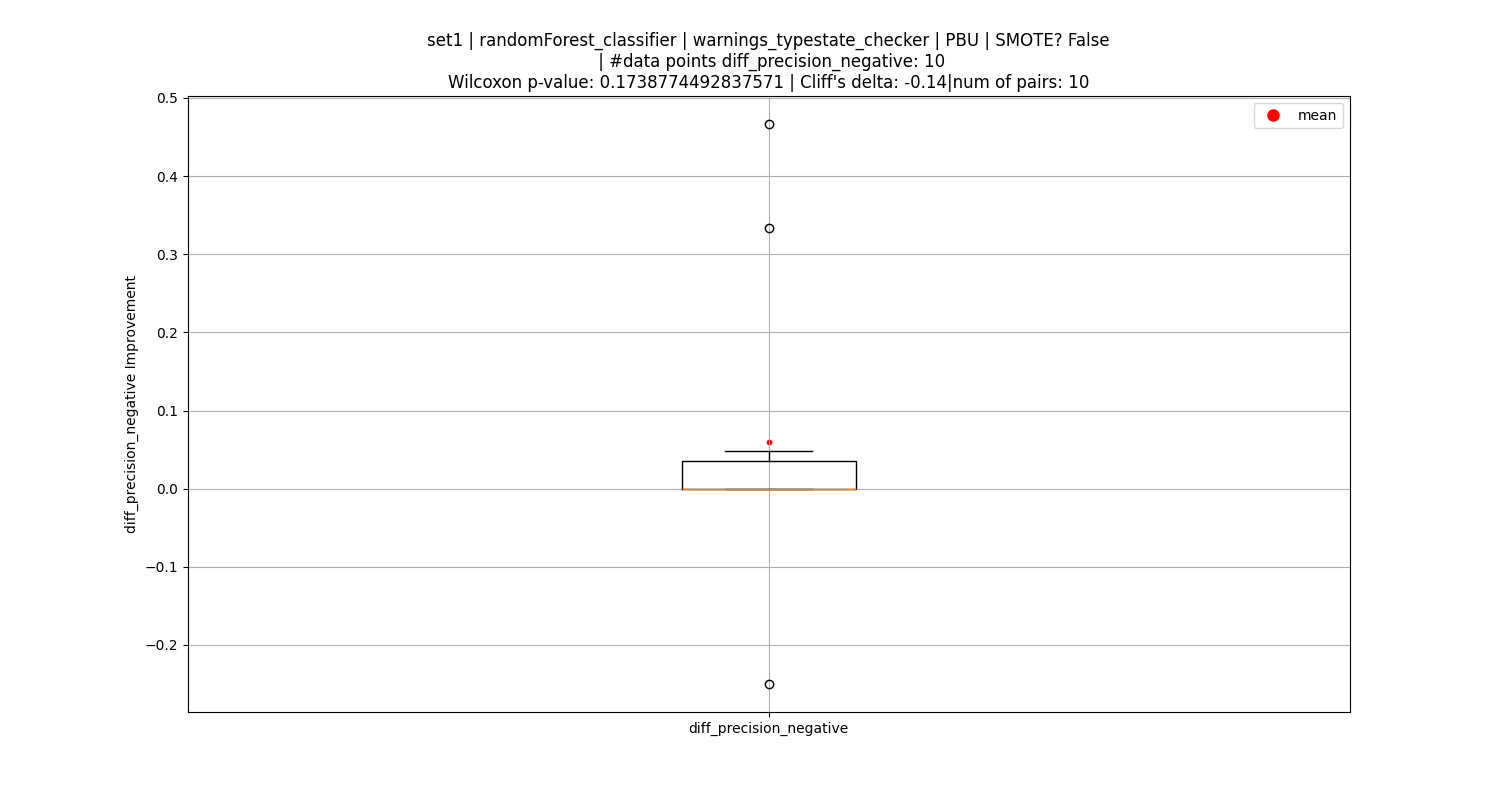 set1 | randomForest_classifier | warnings_typestate_checker | PBU | SMOTE? False
| #data points diff_precision_negative: 10
Wilcoxon p-value: 0.1738774492837571 | Cliff's delta: -0.14|num of pairs: 10
mean
0.5
0.4
0.3
0.2
0.1
0.0
−0.1
−0.2
diff_precision_negative Improvement
diff_precision_negative